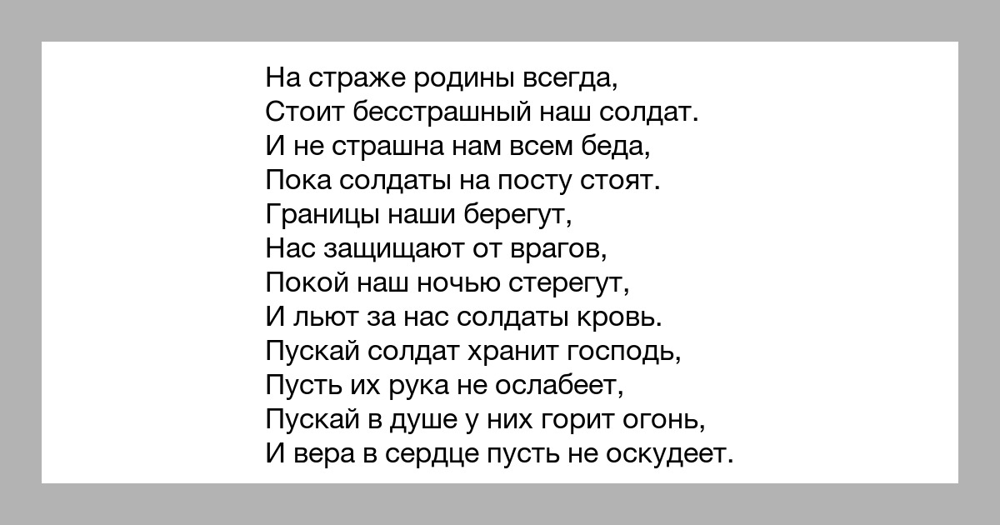 На страже родины всегда,
Стоит бесстрашный наш солдат.
И не страшна нам всем беда,
Пока солдаты на посту стоят.
Границы наши берегут,
Нас защищают от врагов,
Покой наш ночью стерегут,
И льют за нас солдаты кровь.
Пускай солдат хранит господь,
Пусть их рука не ослабеет,
Пускай в душе у них горит огонь,
И вера в сердце пусть не оскудеет.